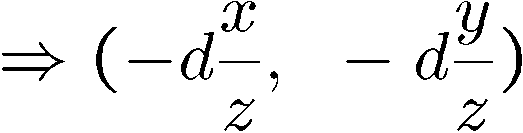 ⇒ (−d x/z, − d y/z)